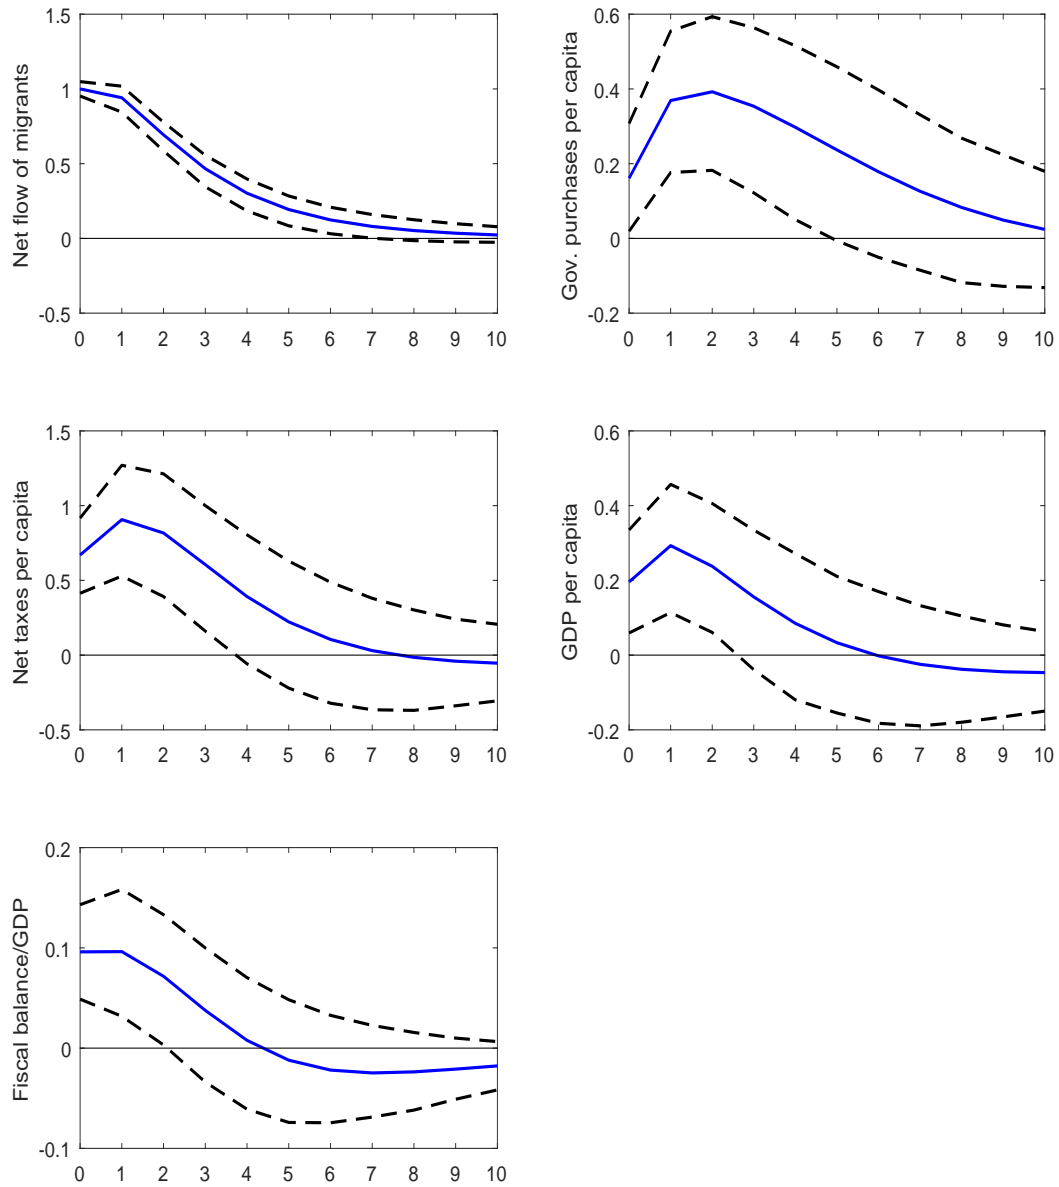 Net flow of migrants
1.5
1
0.5
0
-0.5
0 1 2 3 4 5 6 7 8 9 10
Gov. purchases per capita
0.6
0.4
0.2
0
-0.2
0 1 2 3 4 5 6 7 8 9 10
Net taxes per capita
1.5
1
0.5
0
-0.5
0 1 2 3 4 5 6 7 8 9 10
GDP per capita
0.6
0.4
0.2
0
-0.2
0 1 2 3 4 5 6 7 8 9 10
Fiscal balance/GDP
0.2
0.1
0
-0.1
0 1 2 3 4 5 6 7 8 9 10